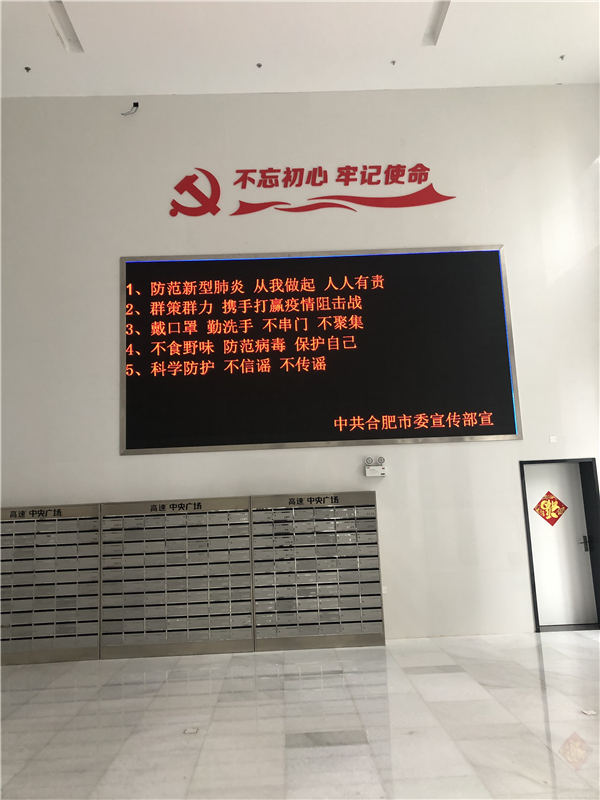 不忘初心 牢记使命
1、防范新型肺炎 从我做起 人人有责
2、群策群力 携手打赢疫情阻击战
3、戴口罩 勤洗手 不串门 不聚集
4、不食野味 防范病毒 保护自己
5、科学防护 不信谣 不传谣
中共合肥市委宣传部宣
高速 中央广场
高速 中央广场
高速 中央广场